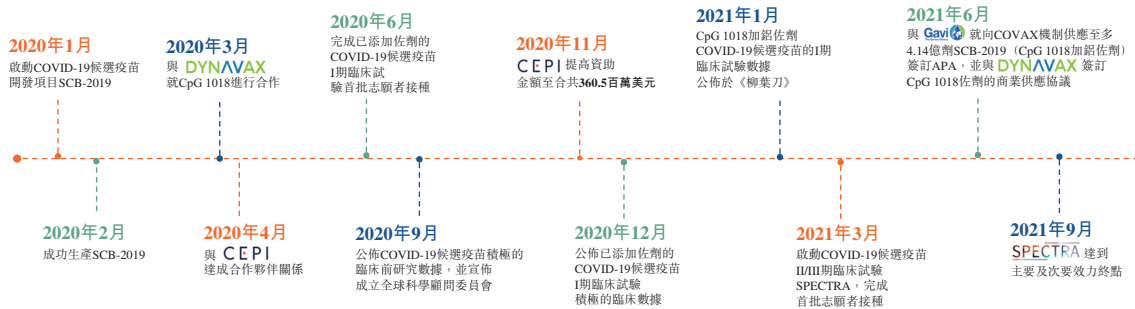 2020年1月
啟動COVID-19候選疫苗
開發項目SCB-2019
2020年2月
成功生產SCB-2019
2020年3月
與 DYNAVAX
就CpG 1018進行合作
2020年4月
與 CEPI
達成合作夥伴關係
2020年6月
完成已添加佐劑的
COVID-19候選疫苗
I期臨床試
驗首批志願者接種
2020年9月
公佈COVID-19候選疫苗積極的
臨床前研究數據，並宣佈
成立全球科學顧問委員會
2020年11月
CEPI 提高資助
金額至合共360.5百萬美元
2020年12月
公佈已添加佐劑的
COVID-19候選疫苗
I期臨床試驗
積極的臨床數據
2021年1月
CpG 1018加鋁佐劑
COVID-19候選疫苗的I期
臨床試驗數據
公佈於《柳葉刀》
2021年3月
啟動COVID-19候選疫苗
II/III期臨床試驗
SPECTRA，完成
首批志願者接種
2021年6月
與 Gavi 就向COVAX機制供應至多
4.14億劑SCB-2019（CpG 1018加鋁佐劑）
簽訂APA，並與 DYNAVAX 簽訂
CpG 1018佐劑的商業供應協議
2021年9月
SPECTRA 達到
主要及次要效力終點